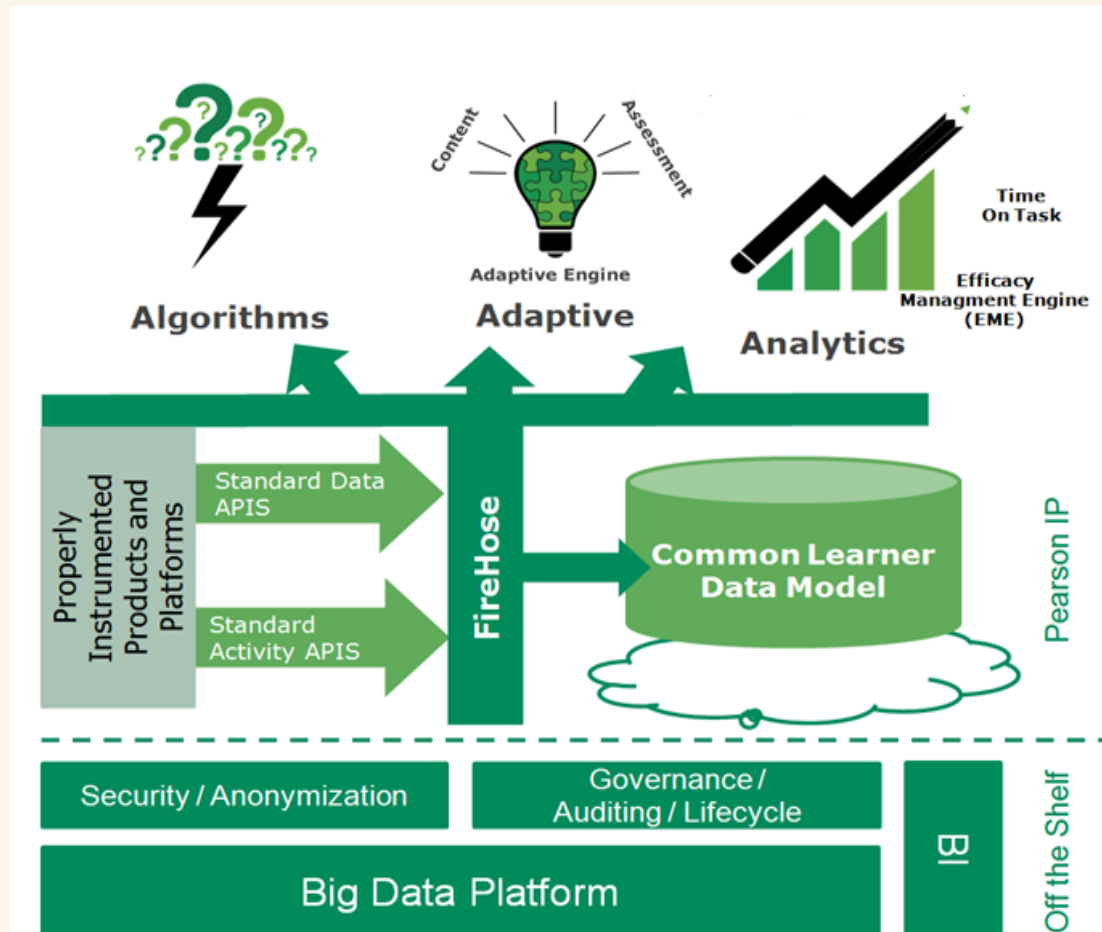 Content
Assessment
Adaptive Engine
Time
On Task
Efficacy
Managment Engine
(EME)
Algorithms
Adaptive
Analytics
Properly
Instrumented
Products and
Platforms
Standard Data
APIS
Standard
Activity APIS
FireHose
Common Learner
Data Model
Pearson IP
Security / Anonymization
Governance /
Auditing / Lifecycle
BI
Big Data Platform
Off the Shelf